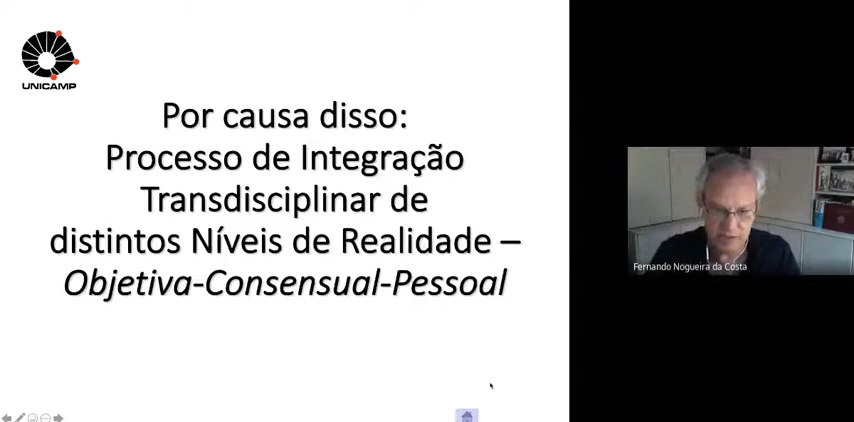 UNICAMP
Por causa disso:
Processo de Integração
Transdisciplinar de
distintos Níveis de Realidade –
Objetiva-Consensual-Pessoal
Fernando Nogueira da Costa